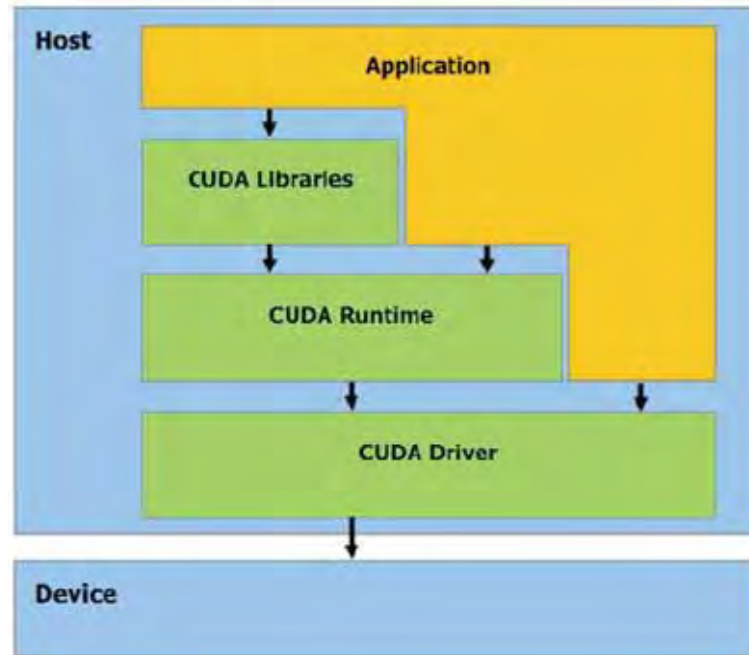 Host
Application
CUDA Libraries
CUDA Runtime
CUDA Driver
Device